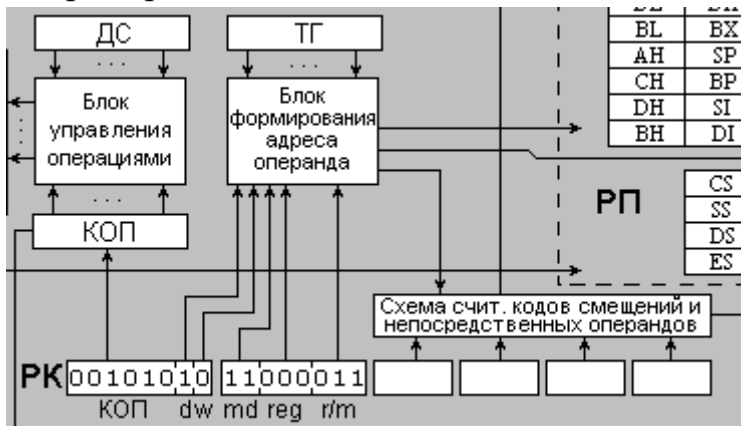 ДС
ТГ
BL BX
AH SP
CH BP
DH SI
BH DI
Блок
управления
операциями
Блок
формирования
адреса
операнда
РП
CS
SS
DS
ES
КОП
Схема счит. кодов смещений и
непосредственных операндов
РК 00101010 11000011
КОП dw md reg r/m